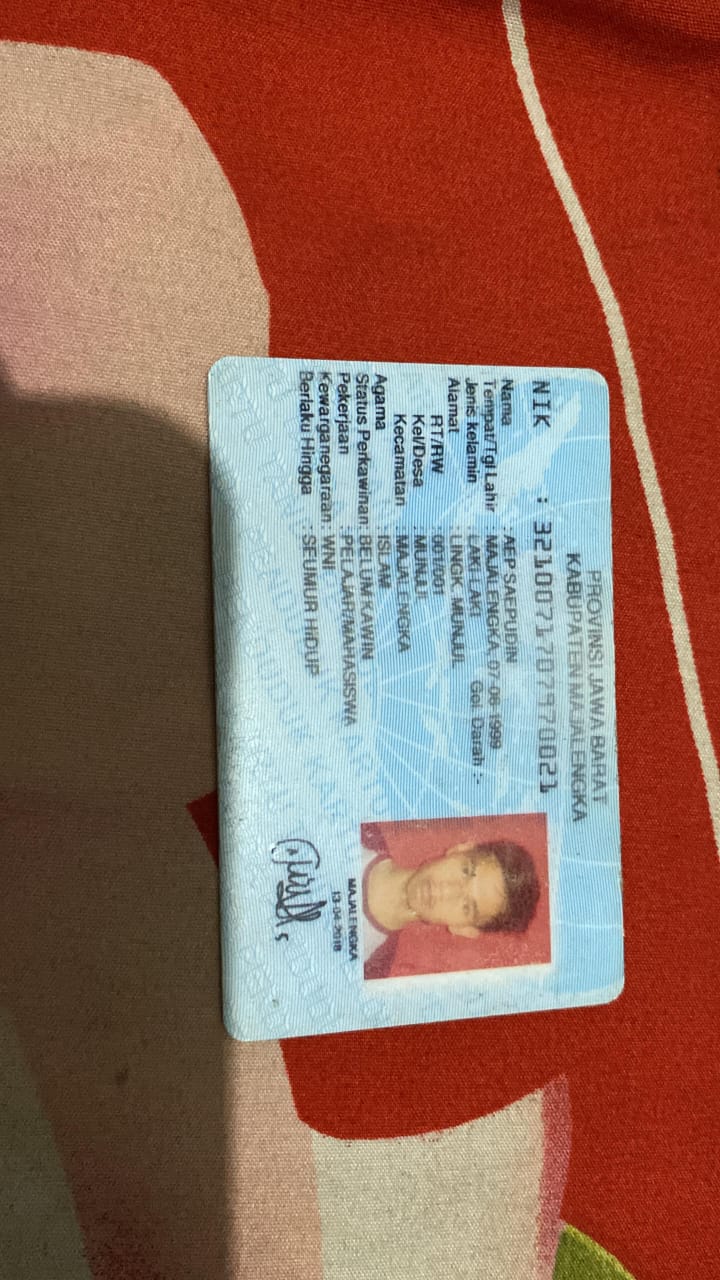 PROVINSI JAWA BARAT
KABUPATEN MAJALENGKA
NIK : 3210071707970021
Nama : AEP SAEPUDIN
Tempat/Tgl Lahir : MAJALENGKA, 07-06-1999
Jenis kelamin : LAKI-LAKI Gol. Darah : -
Alamat : LINGK. MUNJUL
RT/RW : 001/001
Kel/Desa : MUNJUL
Kecamatan : MAJALENGKA
Agama : ISLAM
Status Perkawinan: BELUM KAWIN
Pekerjaan : PELAJAR/MAHASISWA
Kewarganegaraan: WNI
Berlaku Hingga : SEUMUR HIDUP
MAJALENGKA
13-04-2018